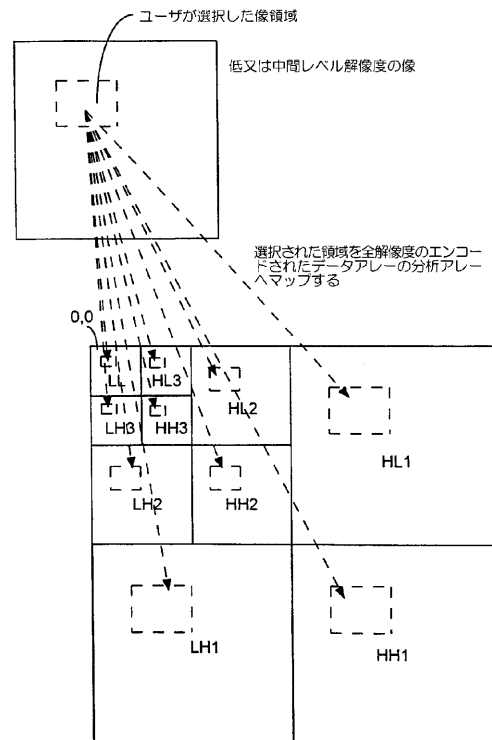 ユーザが選択した像領域
低又は中間レベル解像度の像
選択された領域を全解像度のエンコー
ドされたデータアレーの分析アレー
へマップする
0,0
LL
HL3
HL2
LH3
HH3
HL1
LH2
HH2
LH1
HH1